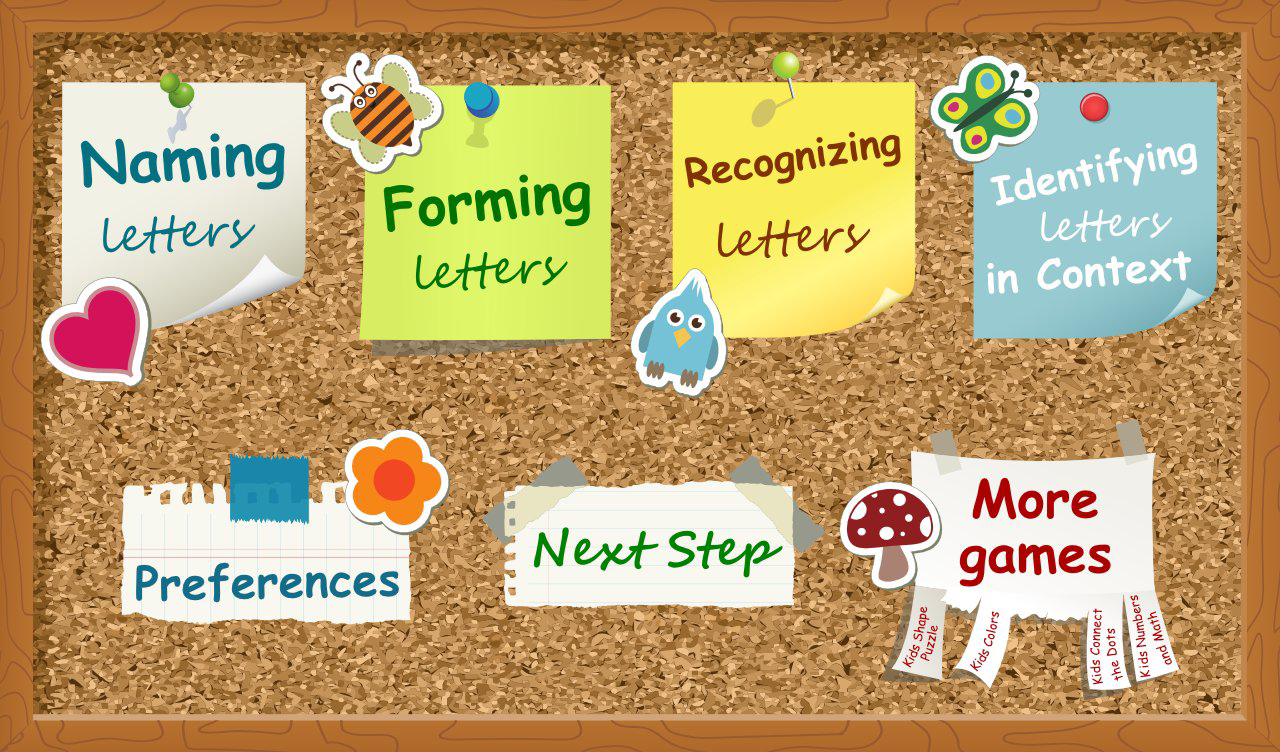 Naming
letters
Forming
letters
Recognizing
letters
Identifying
letters
in Context
Preferences
Next Step
More
games
Kids Shape
Puzzle
Kids Colors
Kids Connect
the Dots
Kids Numbers
and Math